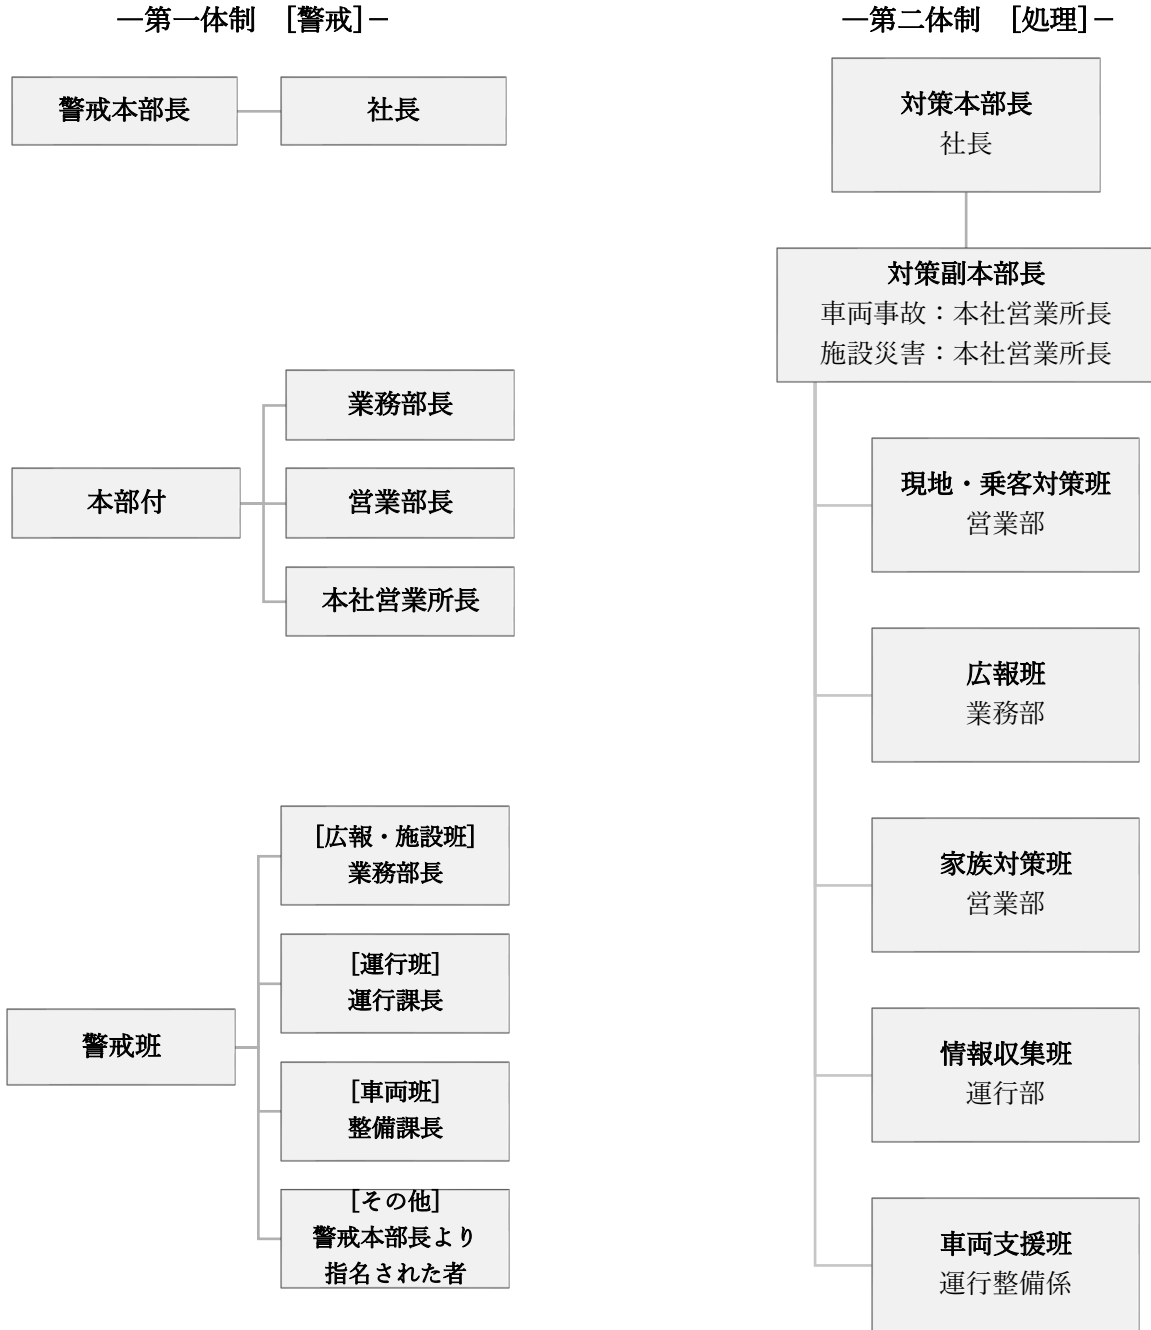 ―第一体制　[警戒]－
警戒本部長
社長
本部付
業務部長
営業部長
本社営業所長
警戒班
[広報・施設班]
業務部長
[運行班]
運行課長
[車両班]
整備課長
[その他]
警戒本部長より
指名された者
―第二体制　[処理]－
対策本部長
社長
対策副本部長
車両事故：本社営業所長
施設災害：本社営業所長
現地・乗客対策班
営業部
広報班
業務部
家族対策班
営業部
情報収集班
運行部
車両支援班
運行整備係